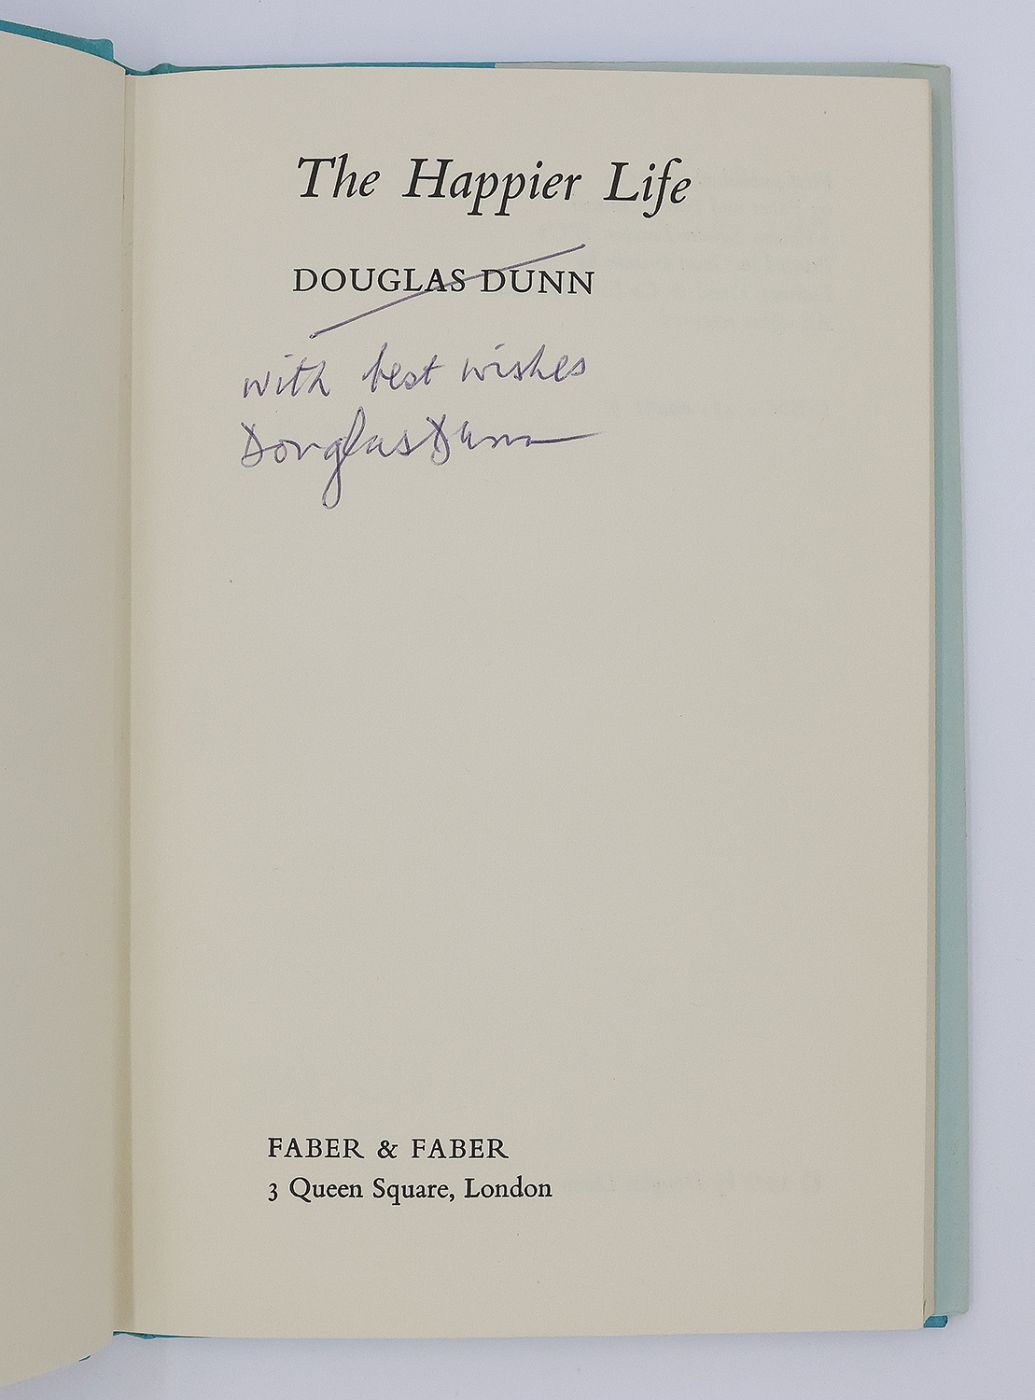 The Happier Life
DOUGLAS DUNN
with best wishes
Douglas Dunn
FABER & FABER
3 Queen Square, London